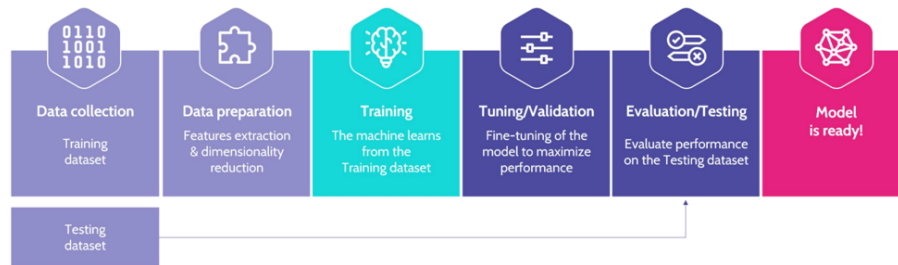 0110
1001
1010
Data collection
Training
dataset
Data preparation
Features extraction
& dimensionality
reduction
Training
The machine learns
from the
Training dataset
Tuning/Validation
Fine-tuning of the
model to maximize
performance
Evaluation/Testing
Evaluate performance
on the Testing dataset
Model
is ready!
Testing
dataset